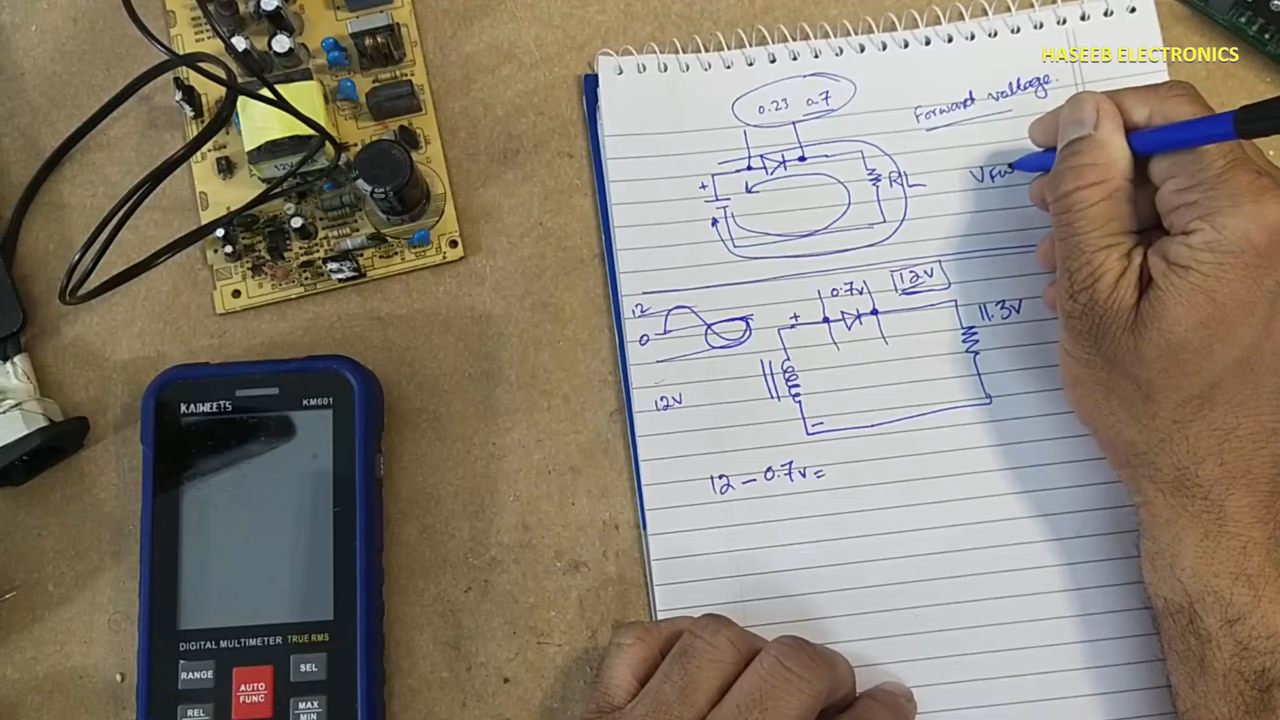 HASEEB ELECTRONICS
Forward voltage.
0.23 0.7
VFW
+
RL
12V
0.7V
12
+
11.3V
0
12V
-
12 - 0.7V =
12V
KAIWEETS
KM601
DIGITAL MULTIMETER TRUE RMS
RANGE
AUTO
FUNC
SEL
REL
MAX
MIN